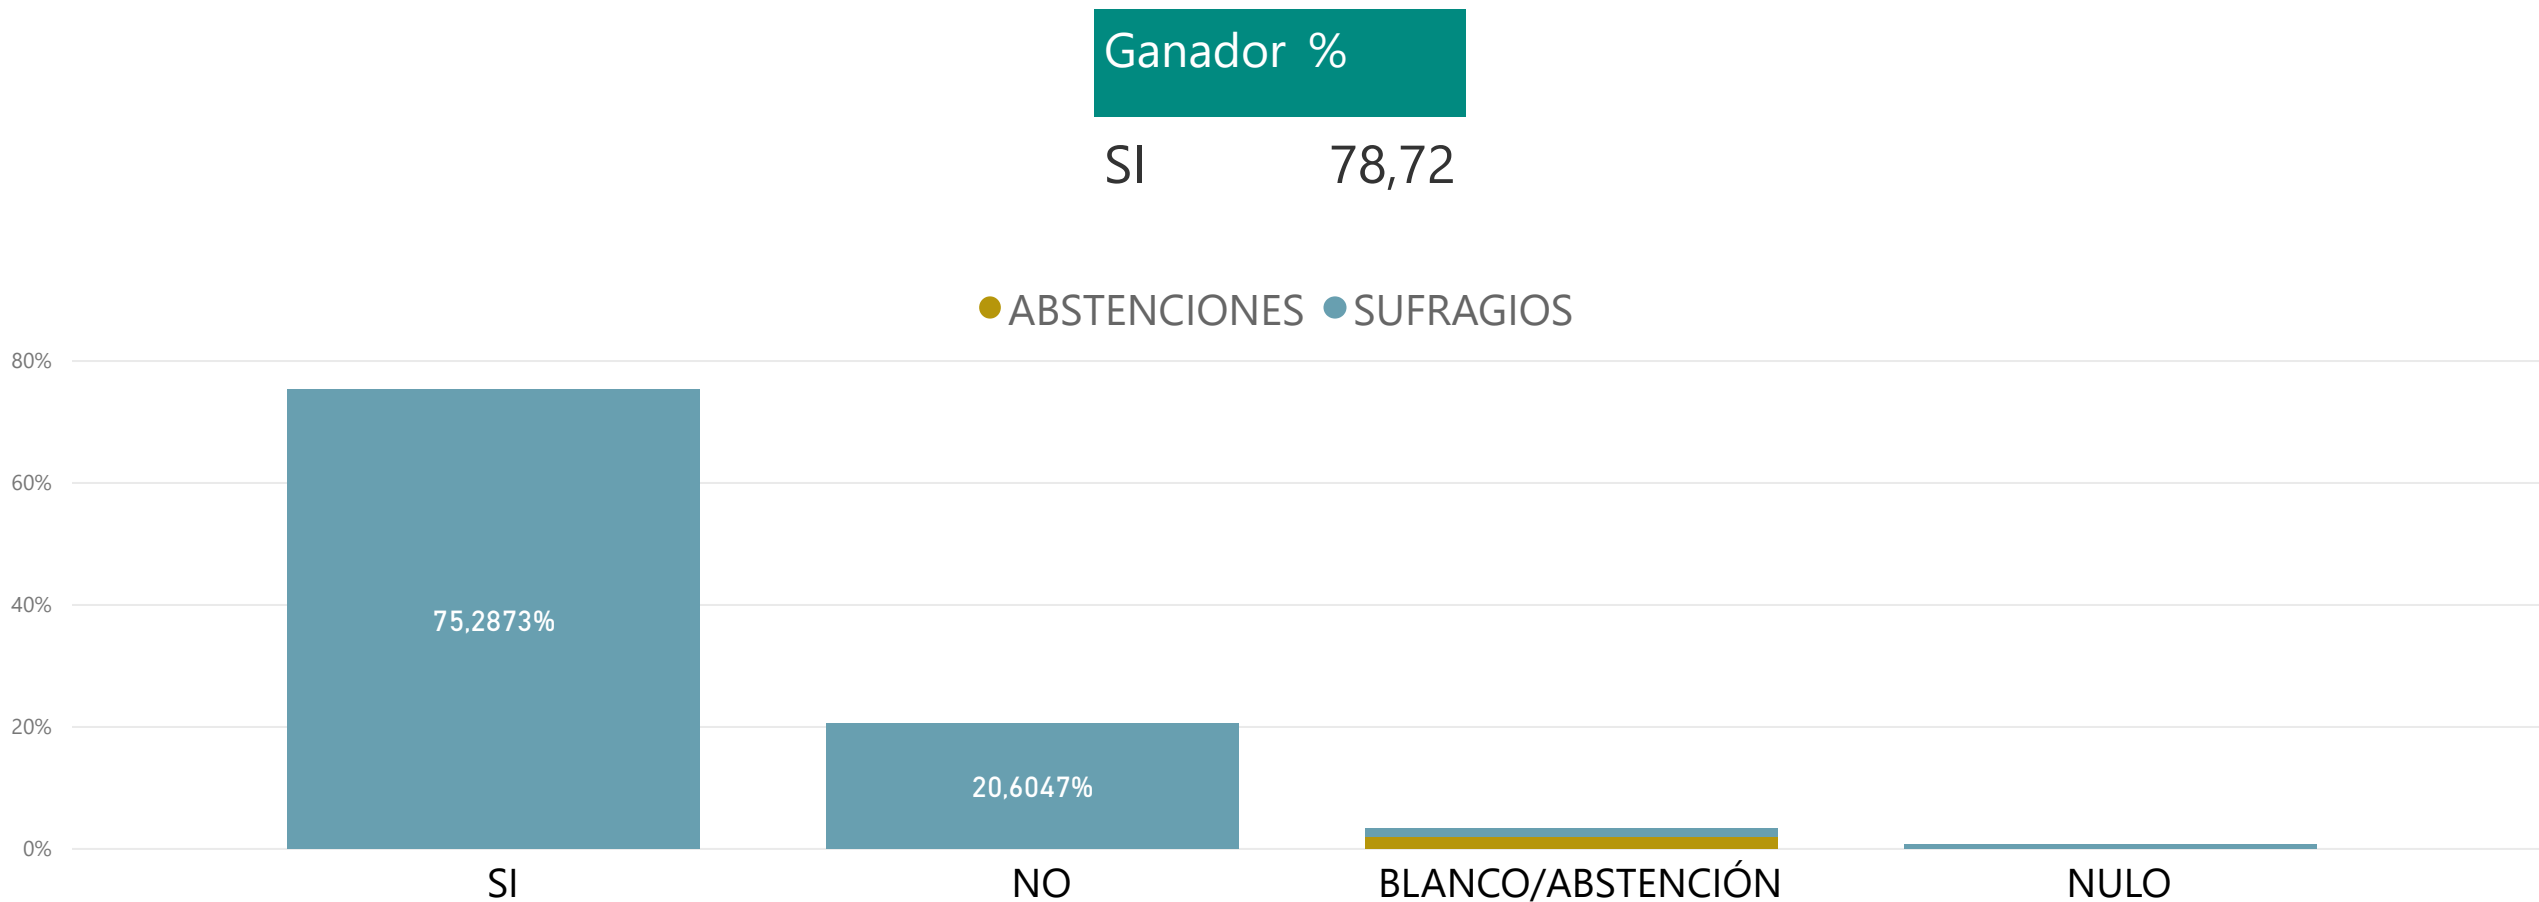 Ganador %
SI 78,72
ABSTENCIONES SUFRAGIOS
80%
60%
40%
20%
0%
75,2873%
20,6047%
SI NO BLANCO/ABSTENCIÓN NULO